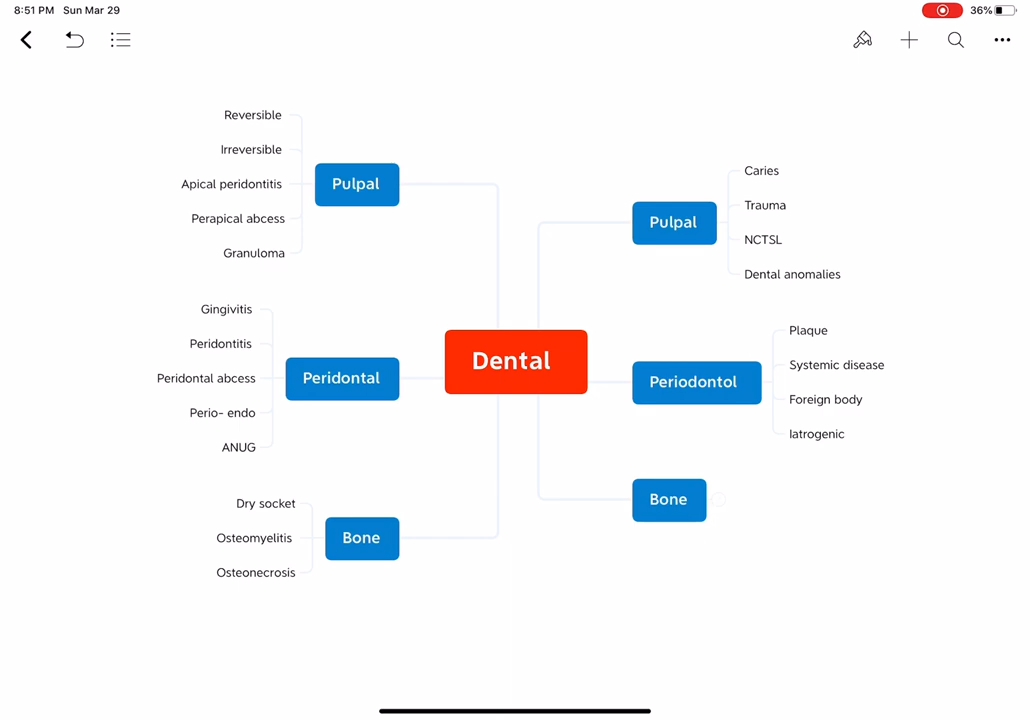 8:51 PM Sun Mar 29
36%
Reversible
Irreversible
Apical peridontitis
Perapical abcess
Granuloma
Pulpal
Gingivitis
Peridontitis
Peridontal abcess
Perio- endo
ANUG
Peridontal
Dry socket
Osteomyelitis
Osteonecrosis
Bone
Dental
Pulpal
Caries
Trauma
NCTSL
Dental anomalies
Periodontol
Plaque
Systemic disease
Foreign body
Iatrogenic
Bone